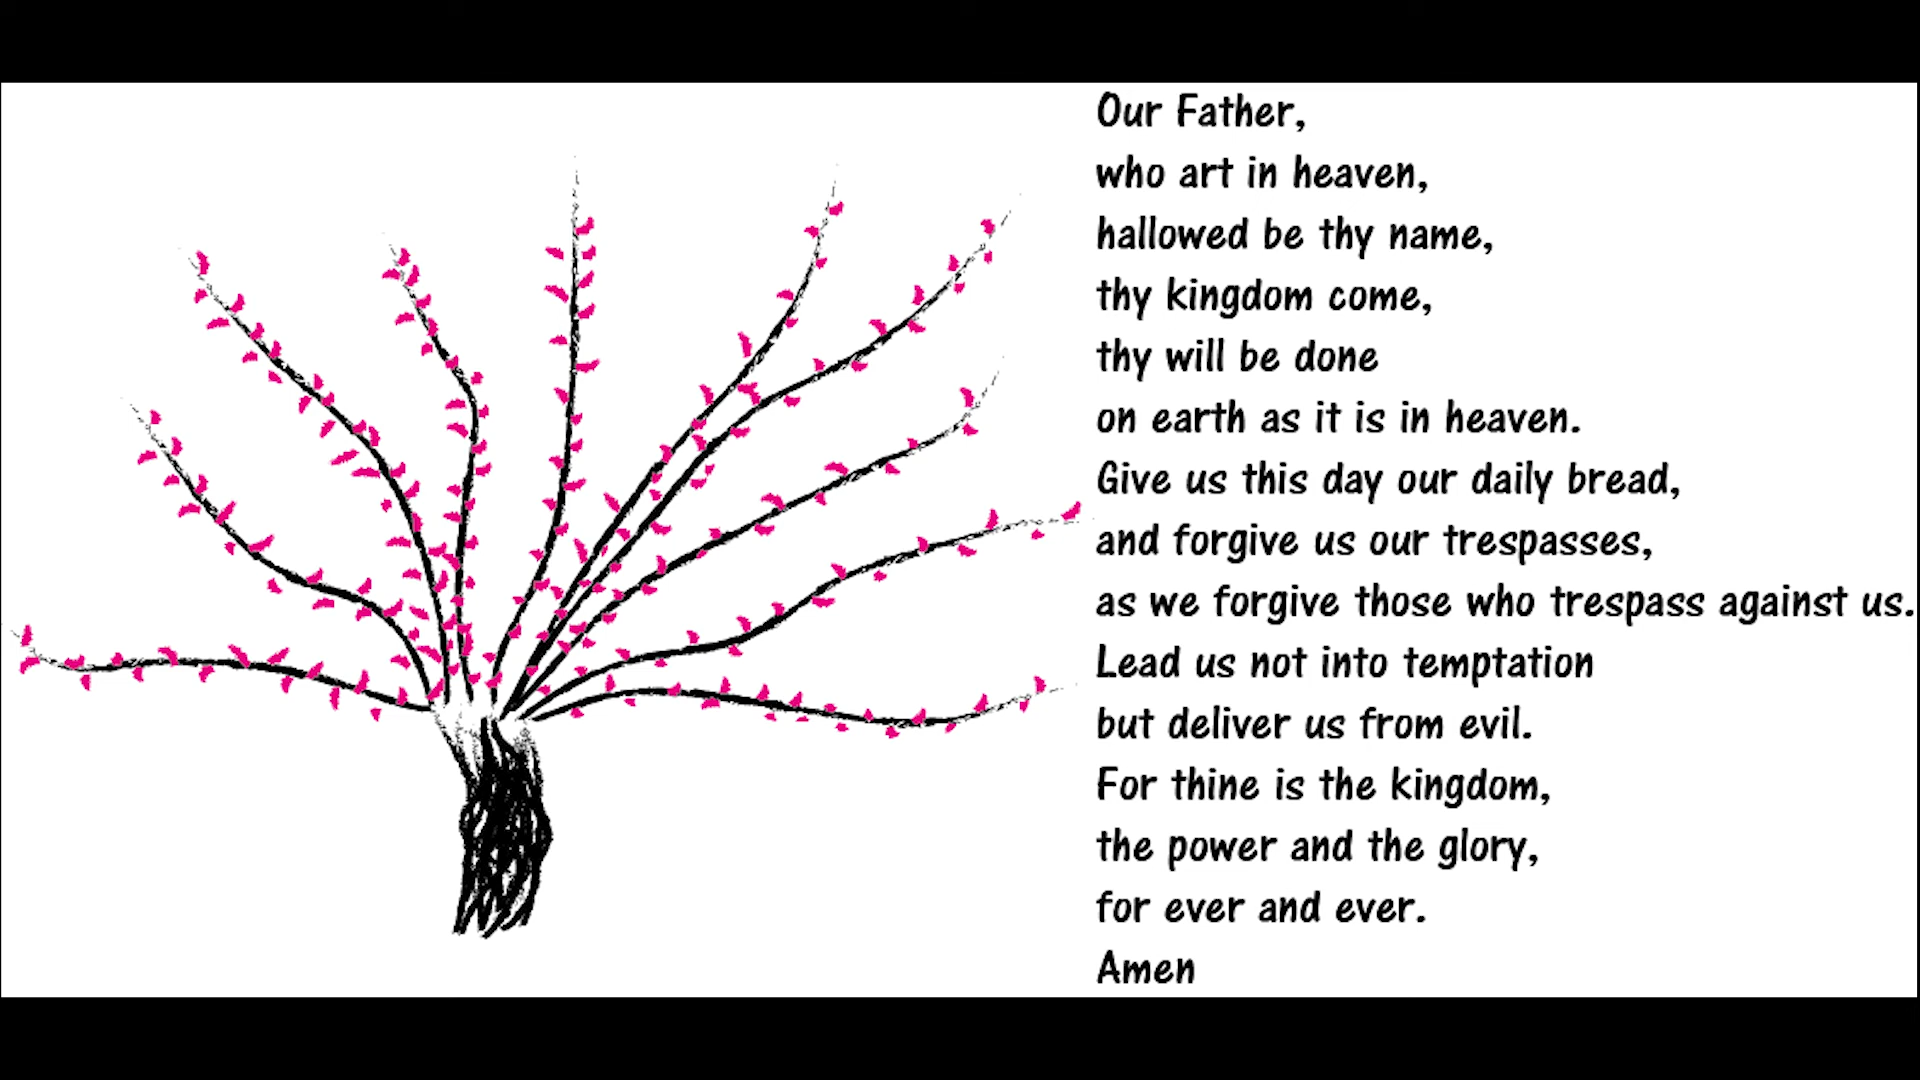 Our Father,
who art in heaven,
hallowed be thy name,
thy kingdom come,
thy will be done
on earth as it is in heaven.
Give us this day our daily bread,
and forgive us our trespasses,
as we forgive those who trespass against us.
Lead us not into temptation
but deliver us from evil.
For thine is the kingdom,
the power and the glory,
for ever and ever.
Amen